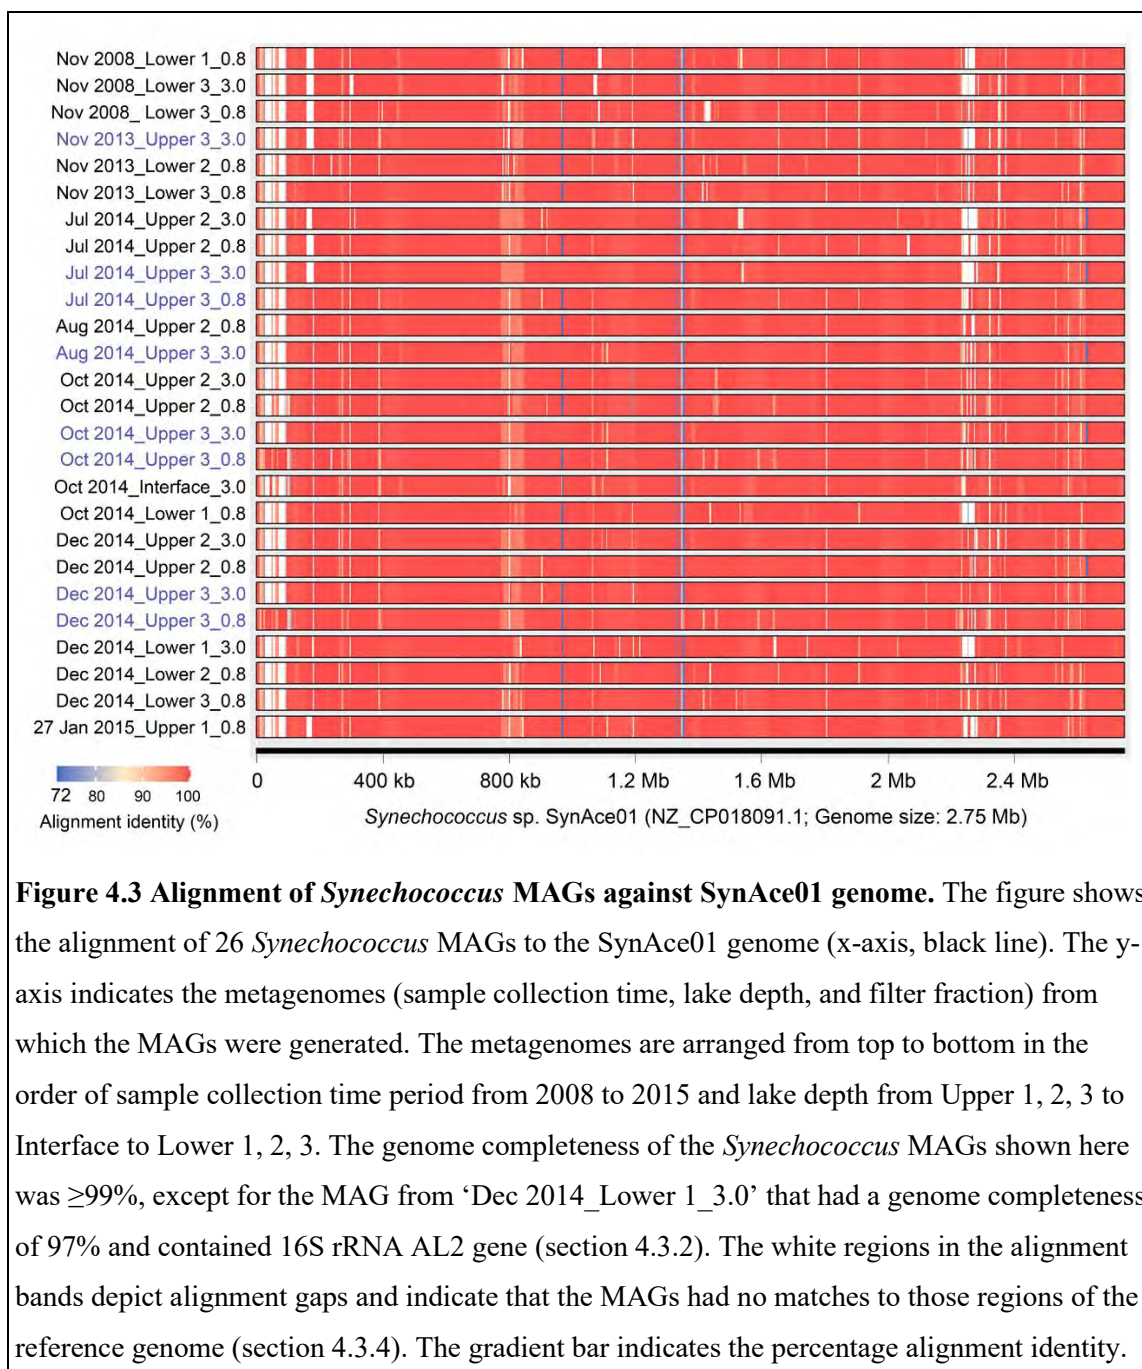 Nov 2008_Lower 1_0.8
Nov 2008_Lower 3_3.0
Nov 2008_ Lower 3_0.8
Nov 2013_Upper 3_3.0
Nov 2013_Lower 2_0.8
Nov 2013_Lower 3_0.8
Jul 2014_Upper 2_3.0
Jul 2014_Upper 2_0.8
Jul 2014_Upper 3_3.0
Jul 2014_Upper 3_0.8
Aug 2014_Upper 2_0.8
Aug 2014_Upper 3_3.0
Oct 2014_Upper 2_3.0
Oct 2014_Upper 2_0.8
Oct 2014_Upper 3_3.0
Oct 2014_Upper 3_0.8
Oct 2014_Interface_3.0
Oct 2014_Lower 1_0.8
Dec 2014_Upper 2_3.0
Dec 2014_Upper 2_0.8
Dec 2014_Upper 3_3.0
Dec 2014_Upper 3_0.8
Dec 2014_Lower 1_3.0
Dec 2014_Lower 2_0.8
Dec 2014_Lower 3_0.8
27 Jan 2015_Upper 1_0.8
0 400 kb 800 kb 1.2 Mb 1.6 Mb 2 Mb 2.4 Mb
72 80 90 100
Alignment identity (%)
Synechococcus sp. SynAce01 (NZ_CP018091.1; Genome size: 2.75 Mb)
Figure 4.3 Alignment of Synechococcus MAGs against SynAce01 genome. The figure shows
the alignment of 26 Synechococcus MAGs to the SynAce01 genome (x-axis, black line). The y-
axis indicates the metagenomes (sample collection time, lake depth, and filter fraction) from
which the MAGs were generated. The metagenomes are arranged from top to bottom in the
order of sample collection time period from 2008 to 2015 and lake depth from Upper 1, 2, 3 to
Interface to Lower 1, 2, 3. The genome completeness of the Synechococcus MAGs shown here
was ≥99%, except for the MAG from ‘Dec 2014_Lower 1_3.0’ that had a genome completeness
of 97% and contained 16S rRNA AL2 gene (section 4.3.2). The white regions in the alignment
bands depict alignment gaps and indicate that the MAGs had no matches to those regions of the
reference genome (section 4.3.4). The gradient bar indicates the percentage alignment identity.